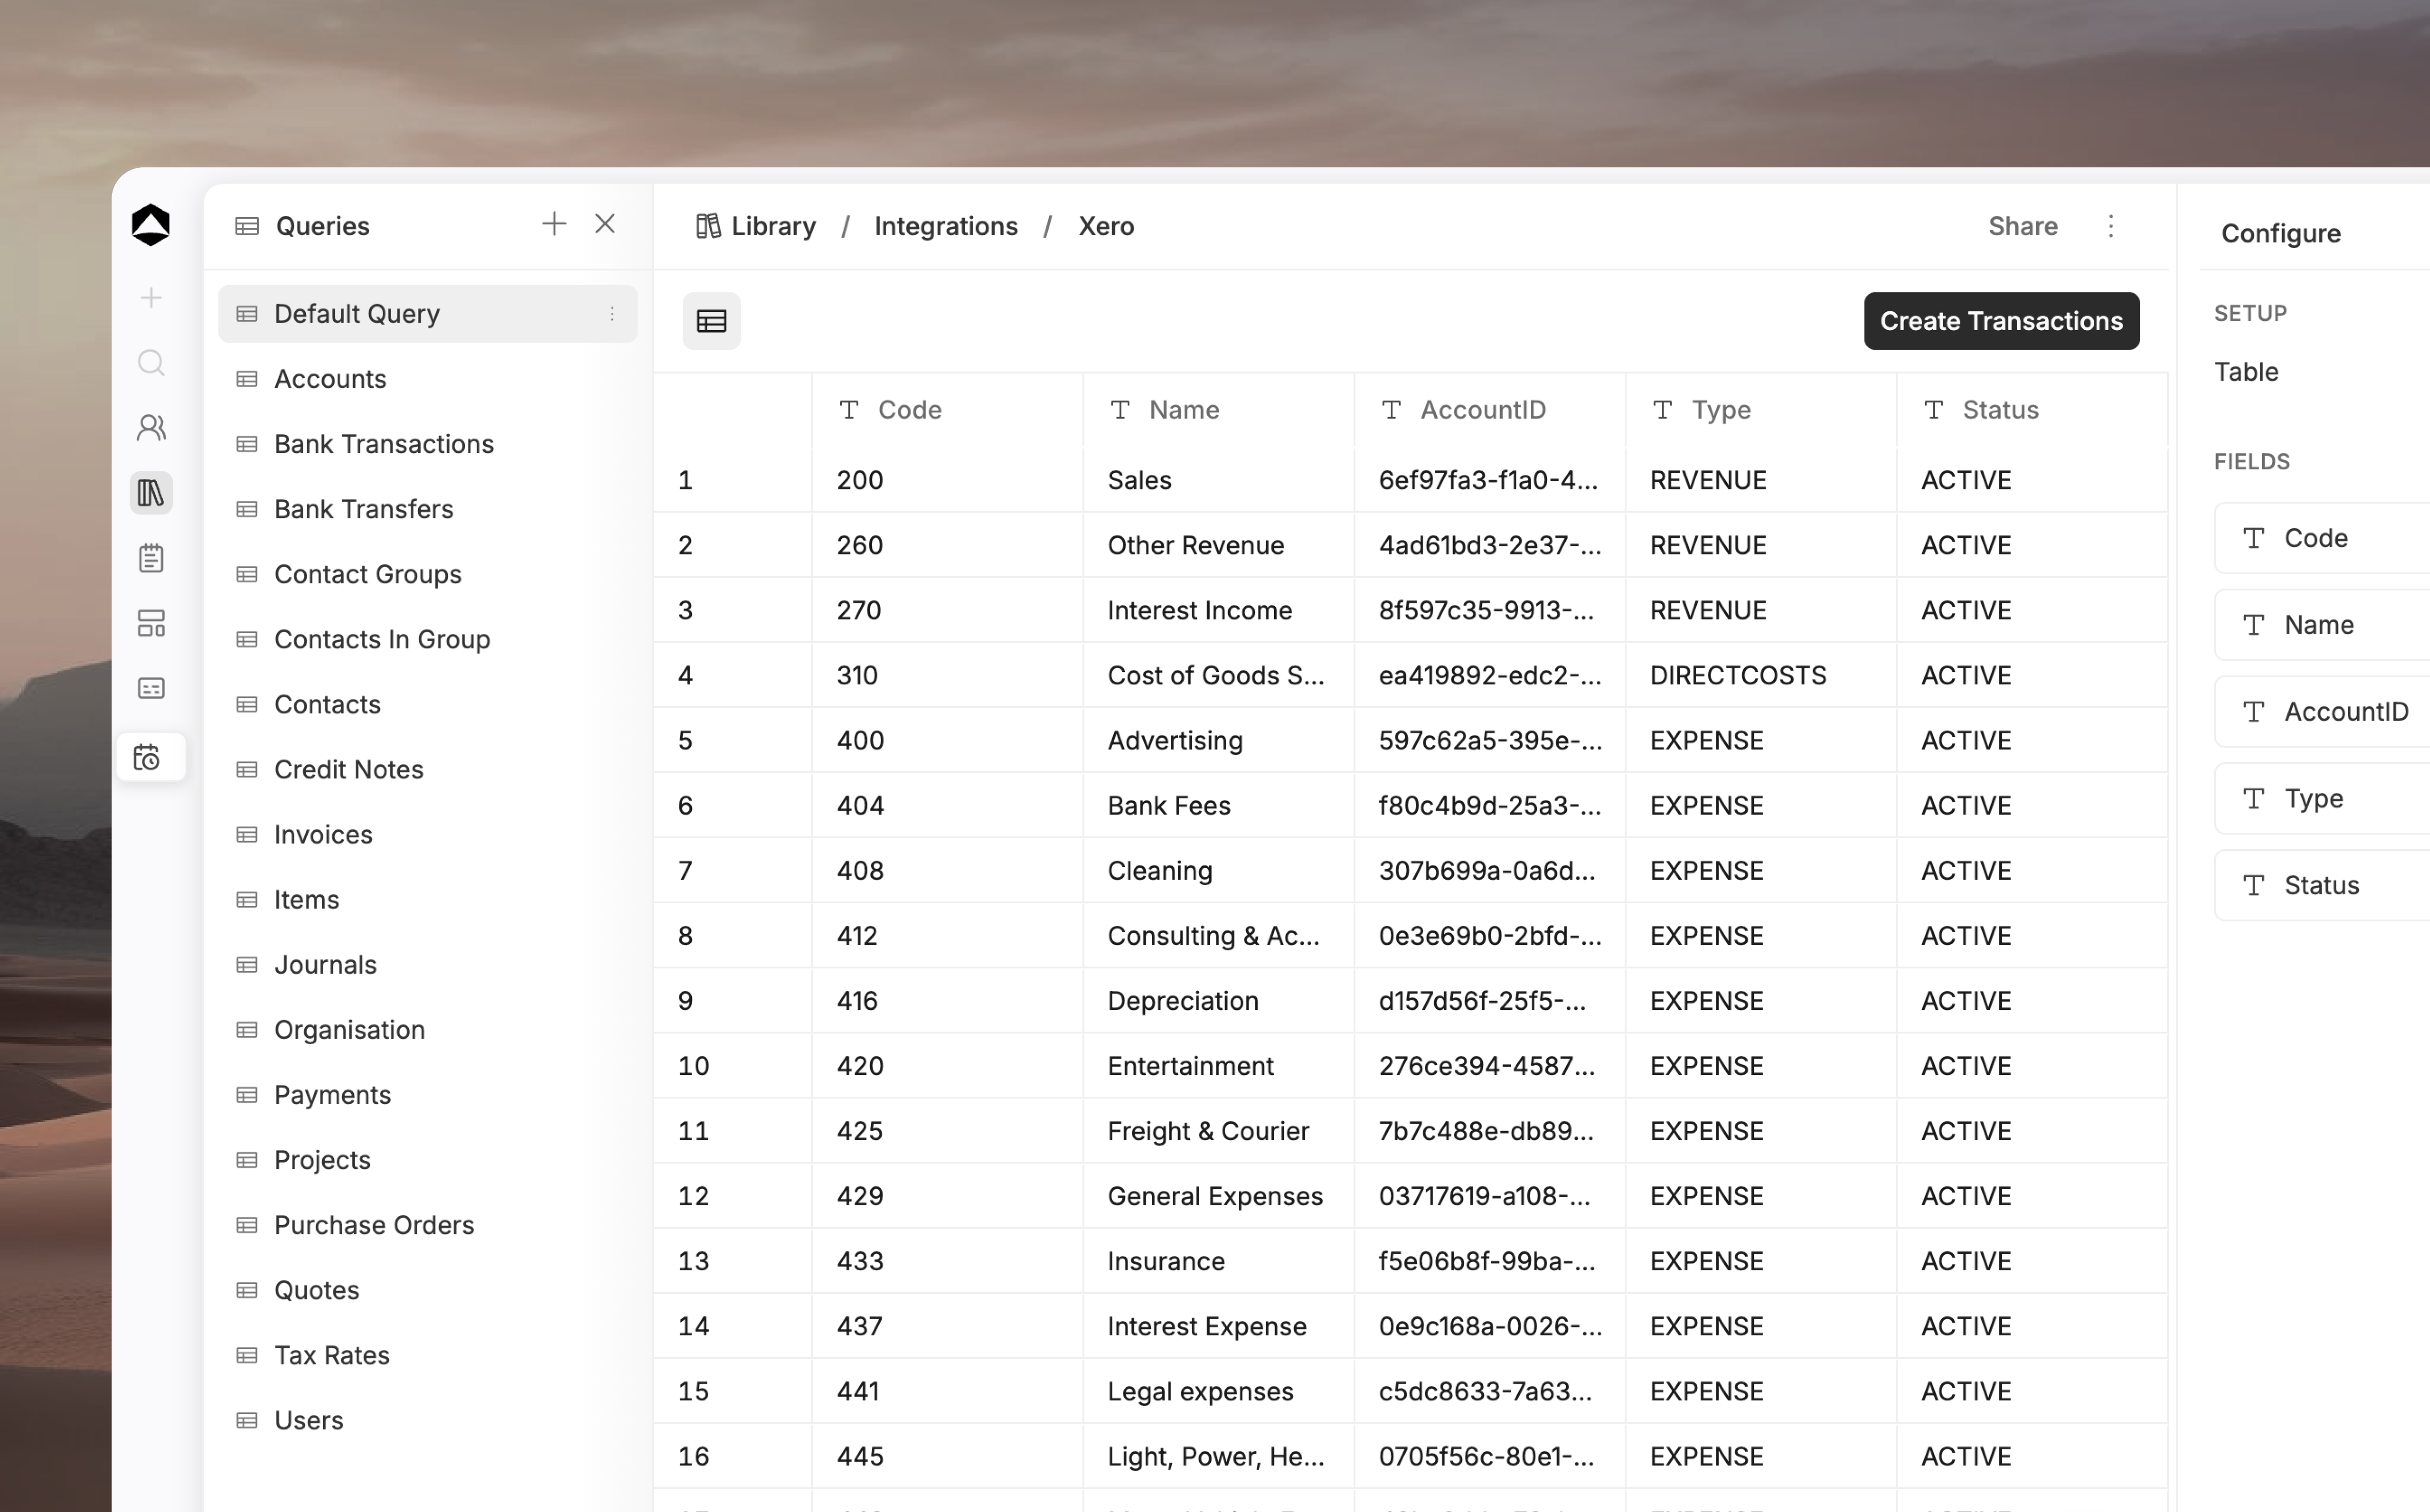 Queries
Default Query
Accounts
Bank Transactions
Bank Transfers
Contact Groups
Contacts In Group
Contacts
Credit Notes
Invoices
Items
Journals
Organisation
Payments
Projects
Purchase Orders
Quotes
Tax Rates
Users
Library / Integrations / Xero
Share
Create Transactions
Code Name AccountID Type Status
1 200 Sales 6ef97fa3-f1a0-4... REVENUE ACTIVE
2 260 Other Revenue 4ad61bd3-2e37-... REVENUE ACTIVE
3 270 Interest Income 8f597c35-9913-... REVENUE ACTIVE
4 310 Cost of Goods S... ea419892-edc2-... DIRECTCOSTS ACTIVE
5 400 Advertising 597c62a5-395e-... EXPENSE ACTIVE
6 404 Bank Fees f80c4b9d-25a3-... EXPENSE ACTIVE
7 408 Cleaning 307b699a-0a6d... EXPENSE ACTIVE
8 412 Consulting & Ac... 0e3e69b0-2bfd-... EXPENSE ACTIVE
9 416 Depreciation d157d56f-25f5-... EXPENSE ACTIVE
10 420 Entertainment 276ce394-4587... EXPENSE ACTIVE
11 425 Freight & Courier 7b7c488e-db89... EXPENSE ACTIVE
12 429 General Expenses 03717619-a108-... EXPENSE ACTIVE
13 433 Insurance f5e06b8f-99ba-... EXPENSE ACTIVE
14 437 Interest Expense 0e9c168a-0026-... EXPENSE ACTIVE
15 441 Legal expenses c5dc8633-7a63... EXPENSE ACTIVE
16 445 Light, Power, He... 0705f56c-80e1-... EXPENSE ACTIVE
Configure
SETUP
Table
FIELDS
Code
Name
AccountID
Type
Status